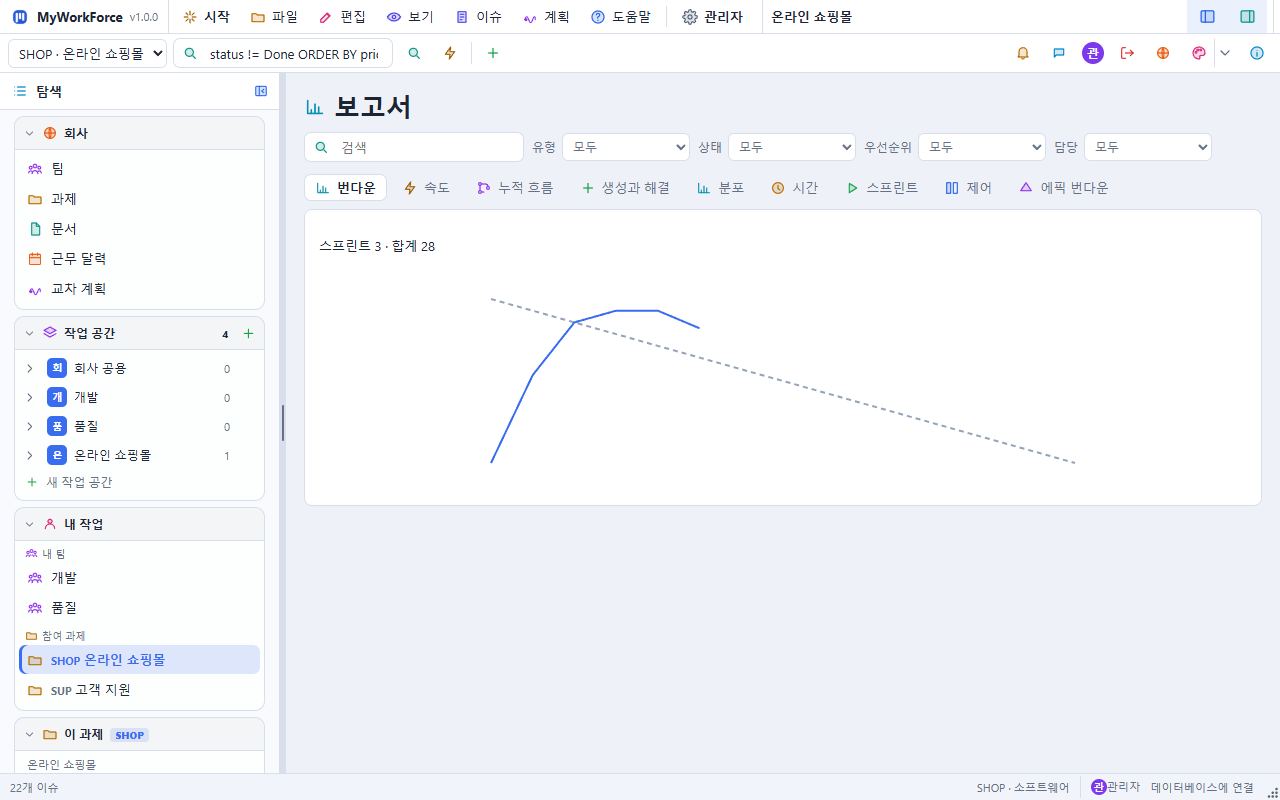 MyWorkForce v1.0.0 시작 파일 편집 보기 이슈 계획 도움말 관리자 온라인 쇼핑몰
SHOP · 온라인 쇼핑몰 status != Done ORDER BY pric 관
탐색
회사
팀
과제
문서
근무 달력
교차 계획
작업 공간 4
회 회사 공용 0
개 개발 0
품 품질 0
온 온라인 쇼핑몰 1
새 작업 공간
내 작업
내 팀
개발
품질
참여 과제
SHOP 온라인 쇼핑몰
SUP 고객 지원
이 과제 SHOP
온라인 쇼핑몰
보고서
검색 유형 모두 상태 모두 우선순위 모두 담당 모두
번다운 속도 누적 흐름 생성과 해결 분포 시간 스프린트 제어 에픽 번다운
스프린트 3 · 합계 28
22개 이슈 SHOP · 소프트웨어 관 관리자 데이터베이스에 연결